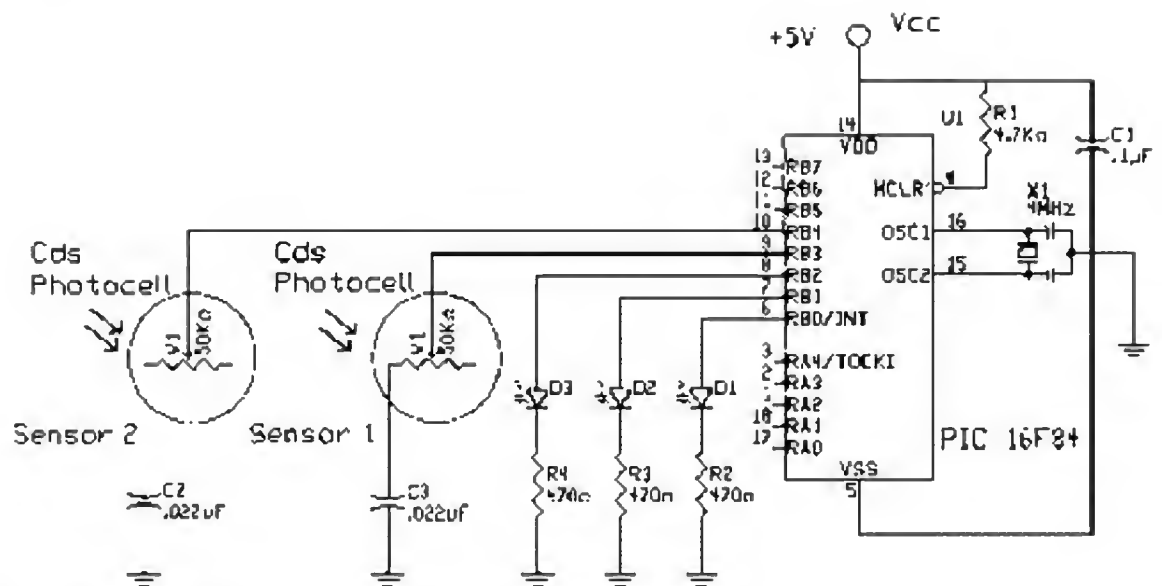 +5V
Vcc
14
VDD
U1
R1
4.7KΩ
C1
.1µF
13
RB7
12
RB6
RB5
10
RB4
9
RB3
8
RB2
7
RB1
6
RB0/INT
3
RA4/TOCKI
2
RA3
RA2
18
RA1
17
RA0
MCLR
4
X1
4MHz
OSC1
16
OSC2
15
VSS
5
PIC 16F84
Cds
Photocell
V1
50KΩ
Sensor 2
C2
.022uF
Cds
Photocell
V1
50KΩ
Sensor 1
C3
.022uF
D3
R4
470Ω
D2
R3
470Ω
D1
R2
470Ω